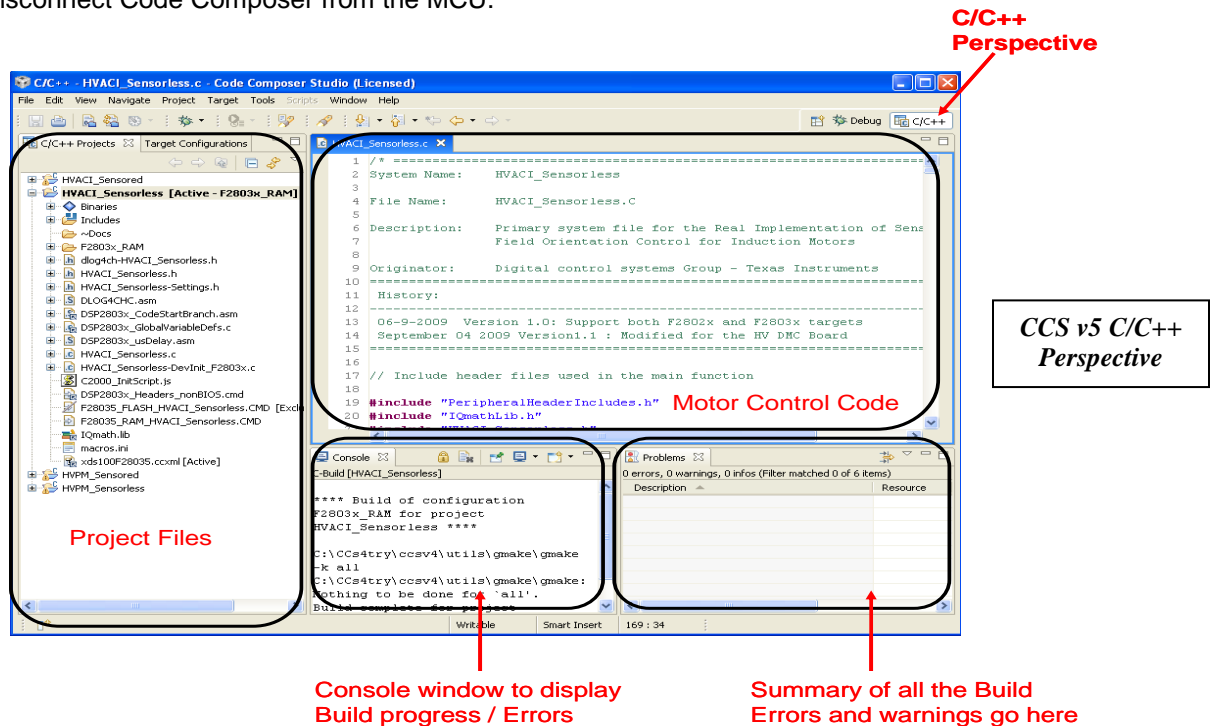 isconnect Code Composer from the MCU.
C/C++
Perspective
C/C++ - HVACI_Sensorless.c - Code Composer Studio (Licensed)
File Edit View Navigate Project Target Tools Scripts Window Help
Debug C/C++
C/C++ Projects Target Configurations
HVACI_Sensored
HVACI_Sensorless [Active - F2803x_RAM]
Binaries
Includes
~Docs
F2803x_RAM
dlog4ch-HVACI_Sensorless.h
HVACI_Sensorless.h
HVACI_Sensorless-Settings.h
DLOG4CHC.asm
DSP2803x_CodeStartBranch.asm
DSP2803x_GlobalVariableDefs.c
DSP2803x_usDelay.asm
HVACI_Sensorless.c
HVACI_Sensorless-DevInit_F2803x.c
C2000_InitScript.js
DSP2803x_Headers_nonBIOS.cmd
F28035_FLASH_HVACI_Sensorless.CMD [Exclu
F28035_RAM_HVACI_Sensorless.CMD
IQmath.lib
macros.ini
xds100F28035.ccxml [Active]
HVPM_Sensored
HVPM_Sensorless
Project Files
HVACI_Sensorless.c
1 /* ==============================================================
2 System Name: HVACI_Sensorless
3
4 File Name: HVACI_Sensorless.C
5
6 Description: Primary system file for the Real Implementation of Sens
7 Field Orientation Control for Induction Motors
8
9 Originator: Digital control systems Group - Texas Instruments
10 ==============================================================
11 History:
12 --------------------------------------------------------------
13 06-9-2009 Version 1.0: Support both F2802x and F2803x targets
14 September 04 2009 Version1.1 : Modified for the HV DMC Board
15 ==============================================================
16
17 // Include header files used in the main function
18
19 #include "PeripheralHeaderIncludes.h"
20 #include "IQmathLib.h"
#include "HVACI_Sensorless.h"
Motor Control Code
CCS v5 C/C++
Perspective
Console
C-Build [HVACI_Sensorless]
**** Build of configuration
F2803x_RAM for project
HVACI_Sensorless ****
C:\CCs4try\ccsv4\utils\gmake\gmake
-k all
C:\CCs4try\ccsv4\utils\gmake\gmake:
Nothing to be done for `all'.
Build complete for project
Problems
0 errors, 0 warnings, 0 infos (Filter matched 0 of 6 items)
Description Resource
Writable Smart Insert 169 : 34
Console window to display
Build progress / Errors
Summary of all the Build
Errors and warnings go here